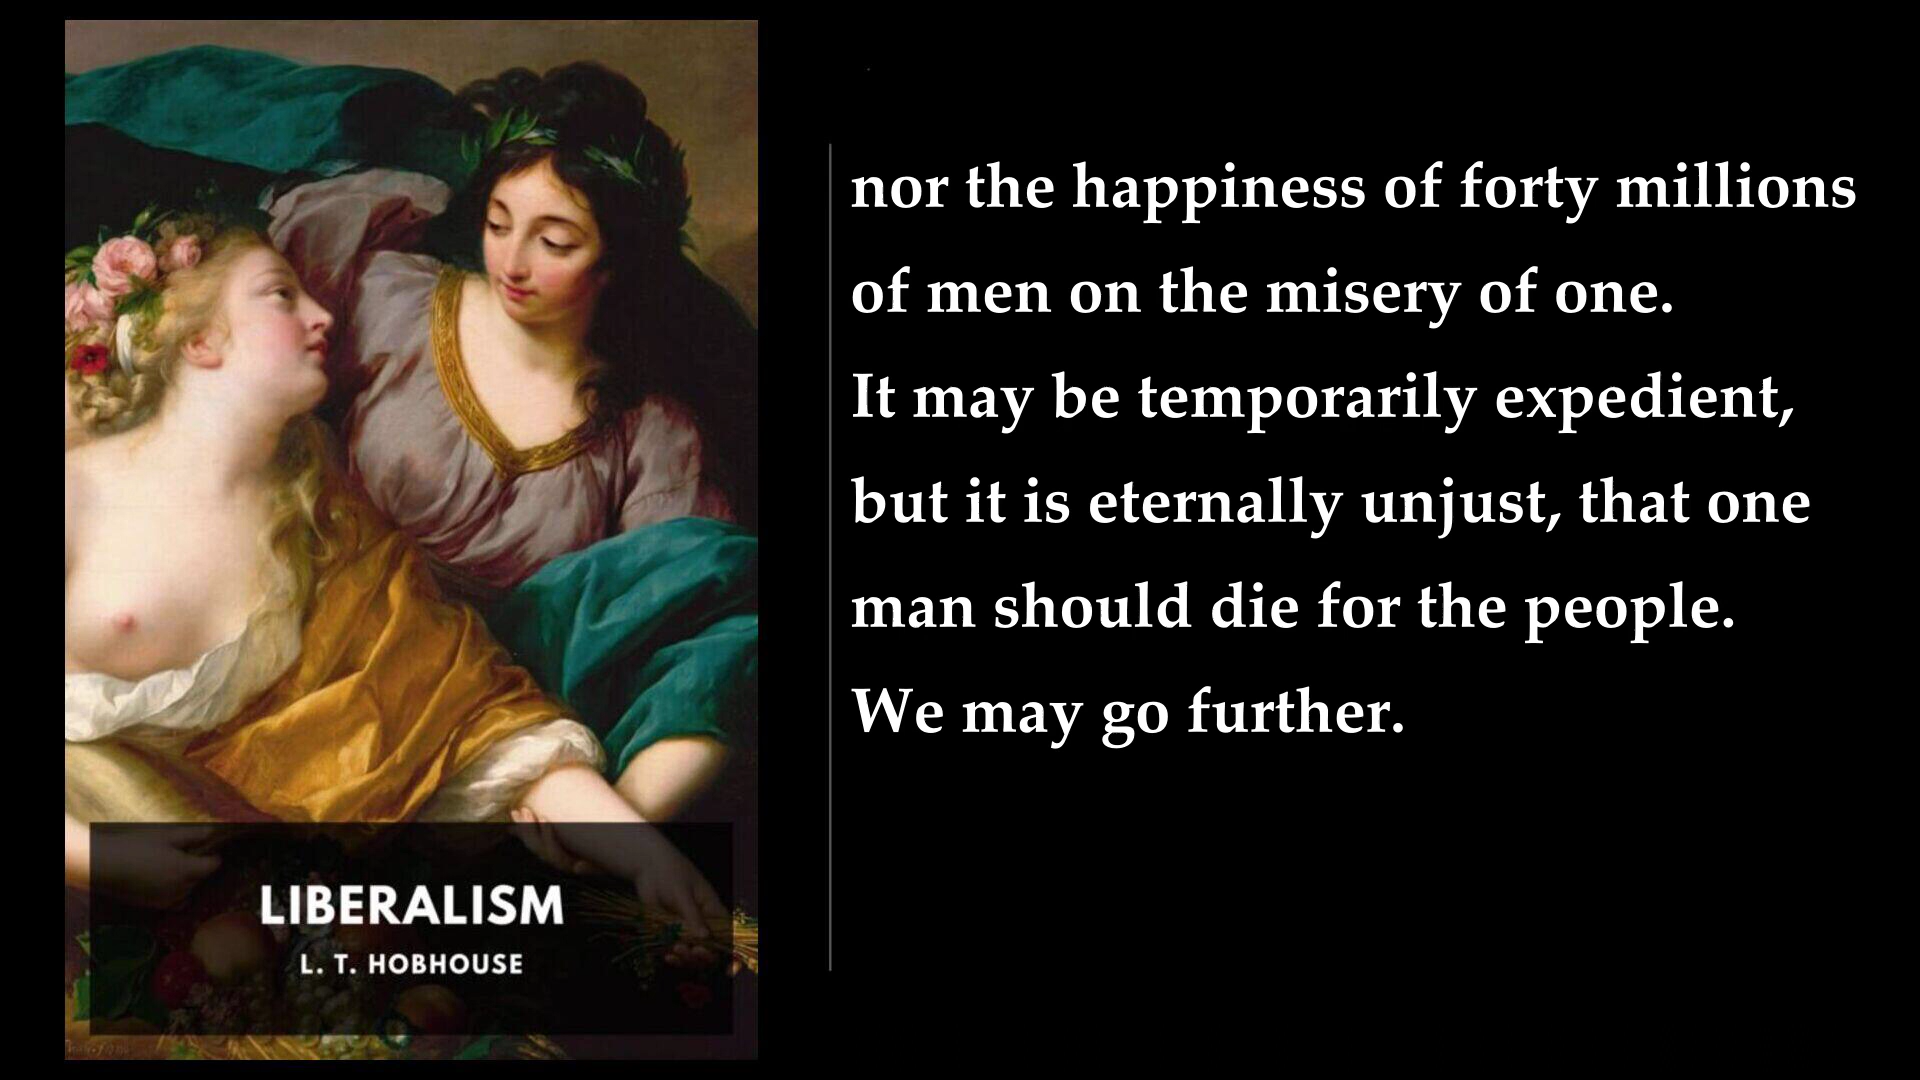 nor the happiness of forty millions
of men on the misery of one.
It may be temporarily expedient,
but it is eternally unjust, that one
man should die for the people.
We may go further.
LIBERALISM
L. T. HOBHOUSE